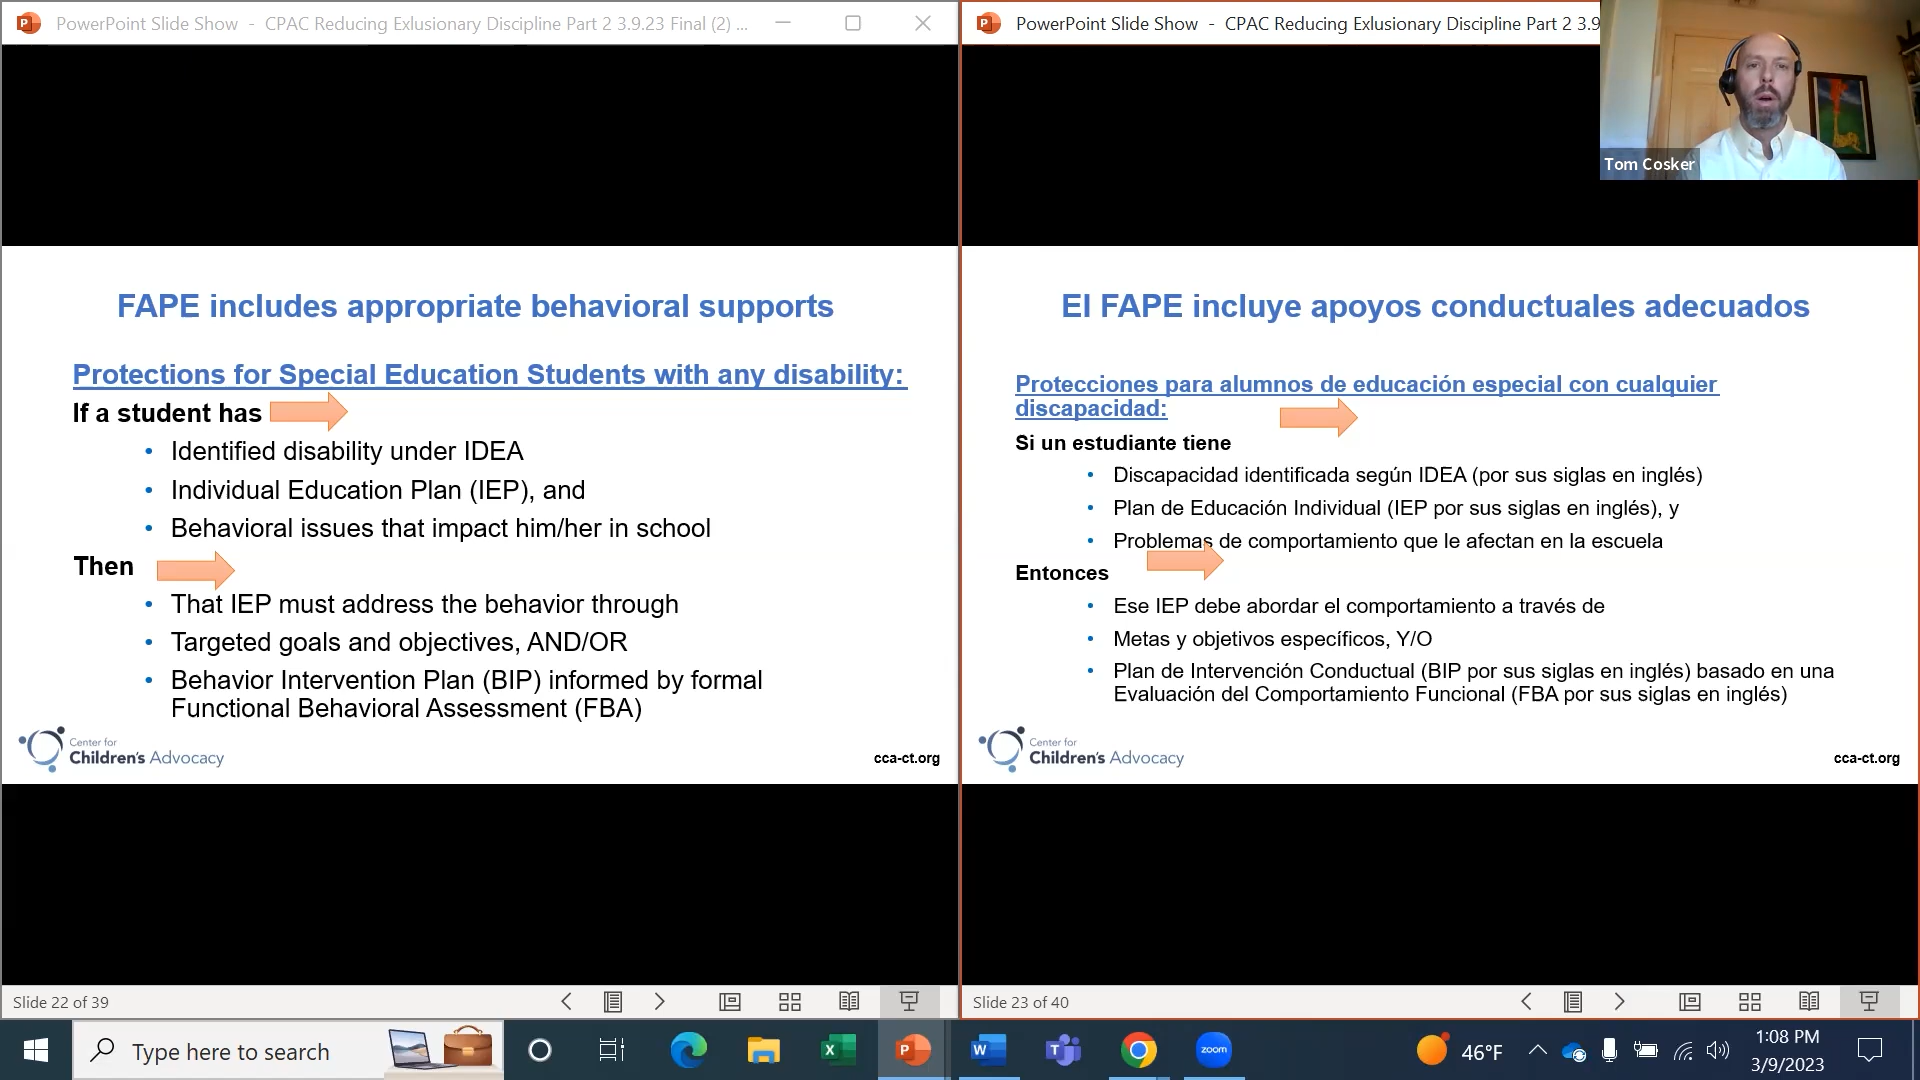 PowerPoint Slide Show - CPAC Reducing Exlusionary Discipline Part 2 3.9.23 Final (2) ...
FAPE includes appropriate behavioral supports
Protections for Special Education Students with any disability:
If a student has
• Identified disability under IDEA
• Individual Education Plan (IEP), and
• Behavioral issues that impact him/her in school
Then
• That IEP must address the behavior through
• Targeted goals and objectives, AND/OR
• Behavior Intervention Plan (BIP) informed by formal
Functional Behavioral Assessment (FBA)
Center for
Children's Advocacy
cca-ct.org
Slide 22 of 39
PowerPoint Slide Show - CPAC Reducing Exlusionary Discipline Part 2 3.9
Tom Cosker
El FAPE incluye apoyos conductuales adecuados
Protecciones para alumnos de educación especial con cualquier
discapacidad:
Si un estudiante tiene
• Discapacidad identificada según IDEA (por sus siglas en inglés)
• Plan de Educación Individual (IEP por sus siglas en inglés), y
• Problemas de comportamiento que le afectan en la escuela
Entonces
• Ese IEP debe abordar el comportamiento a través de
• Metas y objetivos específicos, Y/O
• Plan de Intervención Conductual (BIP por sus siglas en inglés) basado en una
Evaluación del Comportamiento Funcional (FBA por sus siglas en inglés)
Center for
Children's Advocacy
cca-ct.org
Slide 23 of 40
Type here to search
zoom
46°F
1:08 PM
3/9/2023